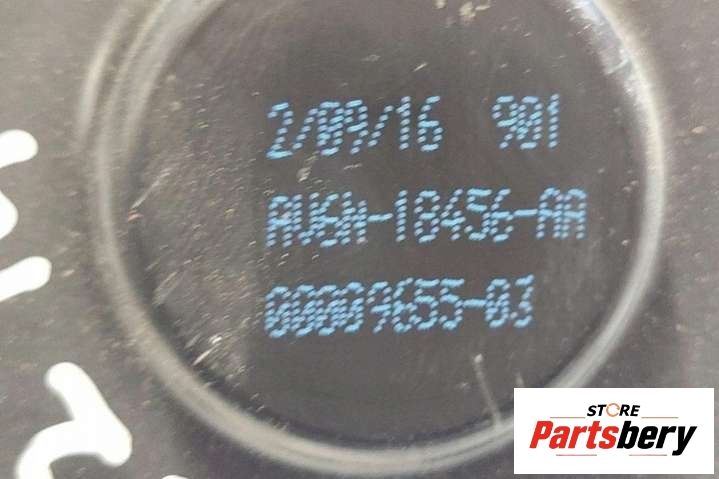 2/09/16 901
AV6N-18456-AA
00009655-03
STORE
Partsbery